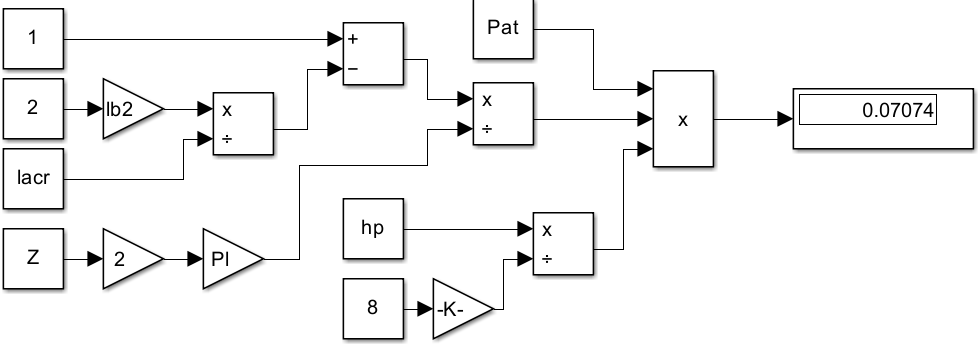 1
+
−
Pat
2
lb2
x
÷
x
÷
x
0.07074
lacr
Z
2
PI
hp
x
÷
8
-K-